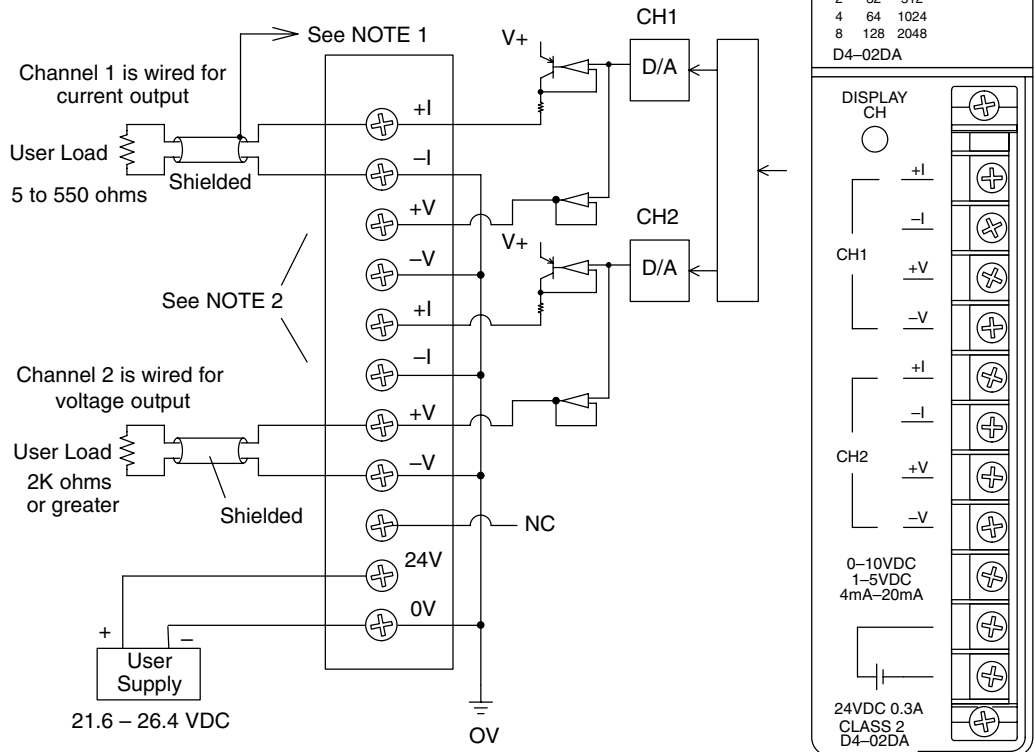 See NOTE 1
Channel 1 is wired for
current output
User Load
5 to 550 ohms
Shielded
See NOTE 2
Channel 2 is wired for
voltage output
User Load
2K ohms
or greater
Shielded
+ –
User
Supply
21.6 – 26.4 VDC
+I
–I
+V
–V
+I
–I
+V
–V
NC
24V
0V
OV
CH1
V+
D/A
CH2
V+
D/A
4 64 1024
8 128 2048
D4–02DA
DISPLAY
CH
CH1
+I
–I
+V
–V
CH2
+I
–I
+V
–V
0–10VDC
1–5VDC
4mA–20mA
24VDC 0.3A
CLASS 2
D4–02DA